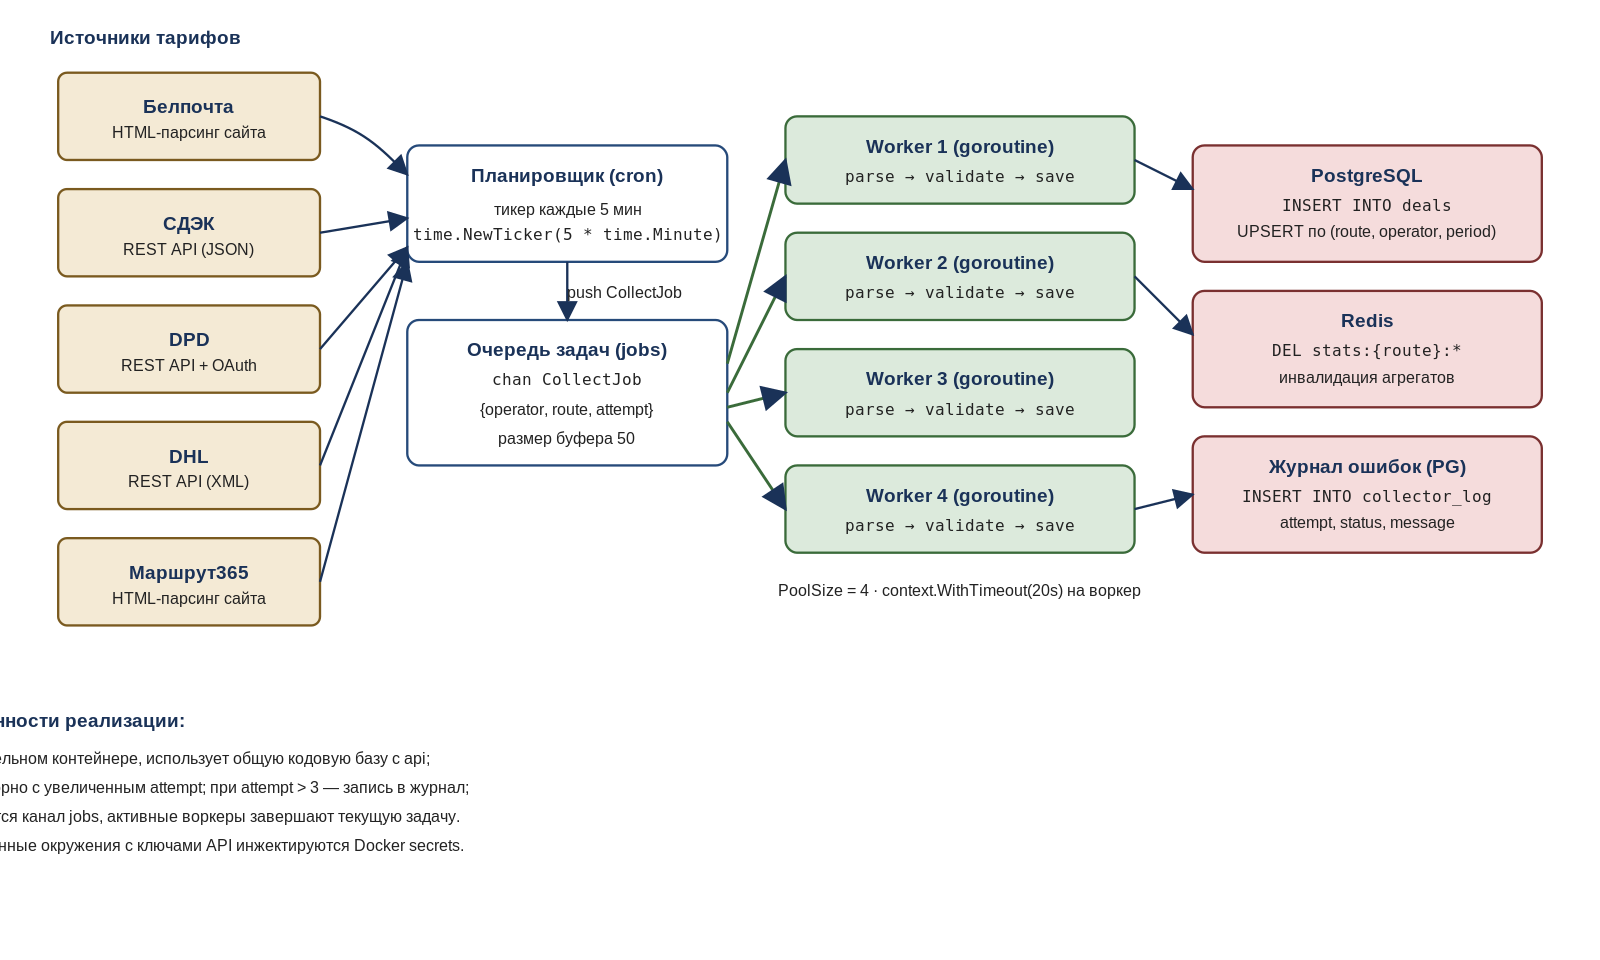 Источники тарифов
Белпочта
HTML-парсинг сайта
СДЭК
REST API (JSON)
DPD
REST API + OAuth
DHL
REST API (XML)
Маршрут365
HTML-парсинг сайта
Планировщик (cron)
тикер каждые 5 мин
time.NewTicker(5 * time.Minute)
push CollectJob
Очередь задач (jobs)
chan CollectJob
{operator, route, attempt}
размер буфера 50
Worker 1 (goroutine)
parse → validate → save
Worker 2 (goroutine)
parse → validate → save
Worker 3 (goroutine)
parse → validate → save
Worker 4 (goroutine)
parse → validate → save
PoolSize = 4 · context.WithTimeout(20s) на воркер
PostgreSQL
INSERT INTO deals
UPSERT по (route, operator, period)
Redis
DEL stats:{route}:*
инвалидация агрегатов
Журнал ошибок (PG)
INSERT INTO collector_log
attempt, status, message
нности реализации:
ельном контейнере, использует общую кодовую базу с api;
орно с увеличенным attempt; при attempt > 3 — запись в журнал;
тся канал jobs, активные воркеры завершают текущую задачу.
нные окружения с ключами API инжектируются Docker secrets.